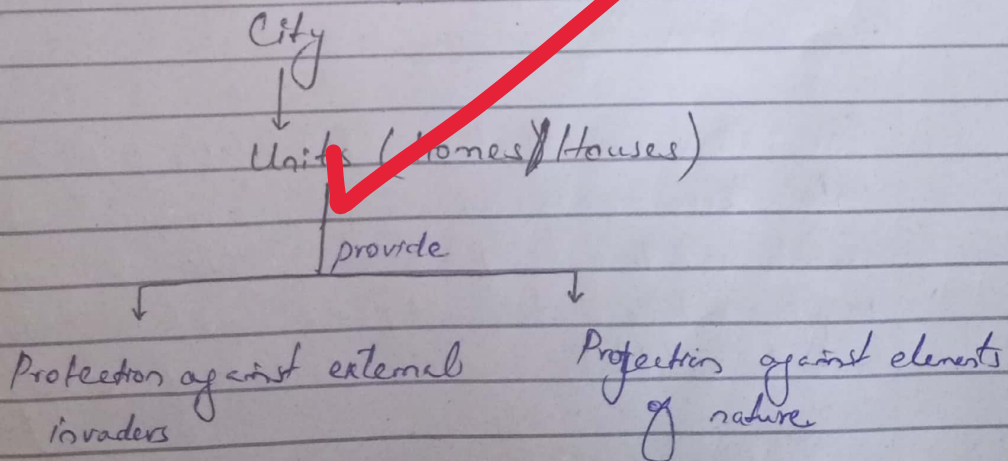 City
Units (Homes/Houses)
provide
Protection against external
invaders
Protection against elements
of nature